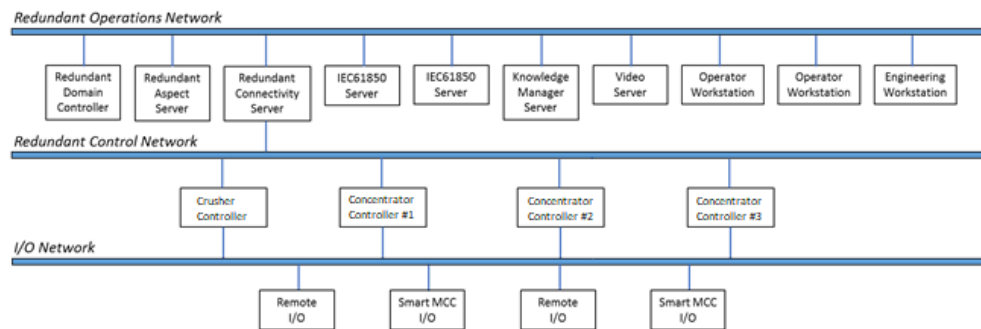 Redundant Operations Network
Redundant
Domain
Controller
Redundant
Aspect
Server
Redundant
Connectivity
Server
IEC61850
Server
IEC61850
Server
Knowledge
Manager
Server
Video
Server
Operator
Workstation
Operator
Workstation
Engineering
Workstation
Redundant Control Network
Crusher
Controller
Concentrator
Controller #1
Concentrator
Controller #2
Concentrator
Controller #3
I/O Network
Remote
I/O
Smart MCC
I/O
Remote
I/O
Smart MCC
I/O